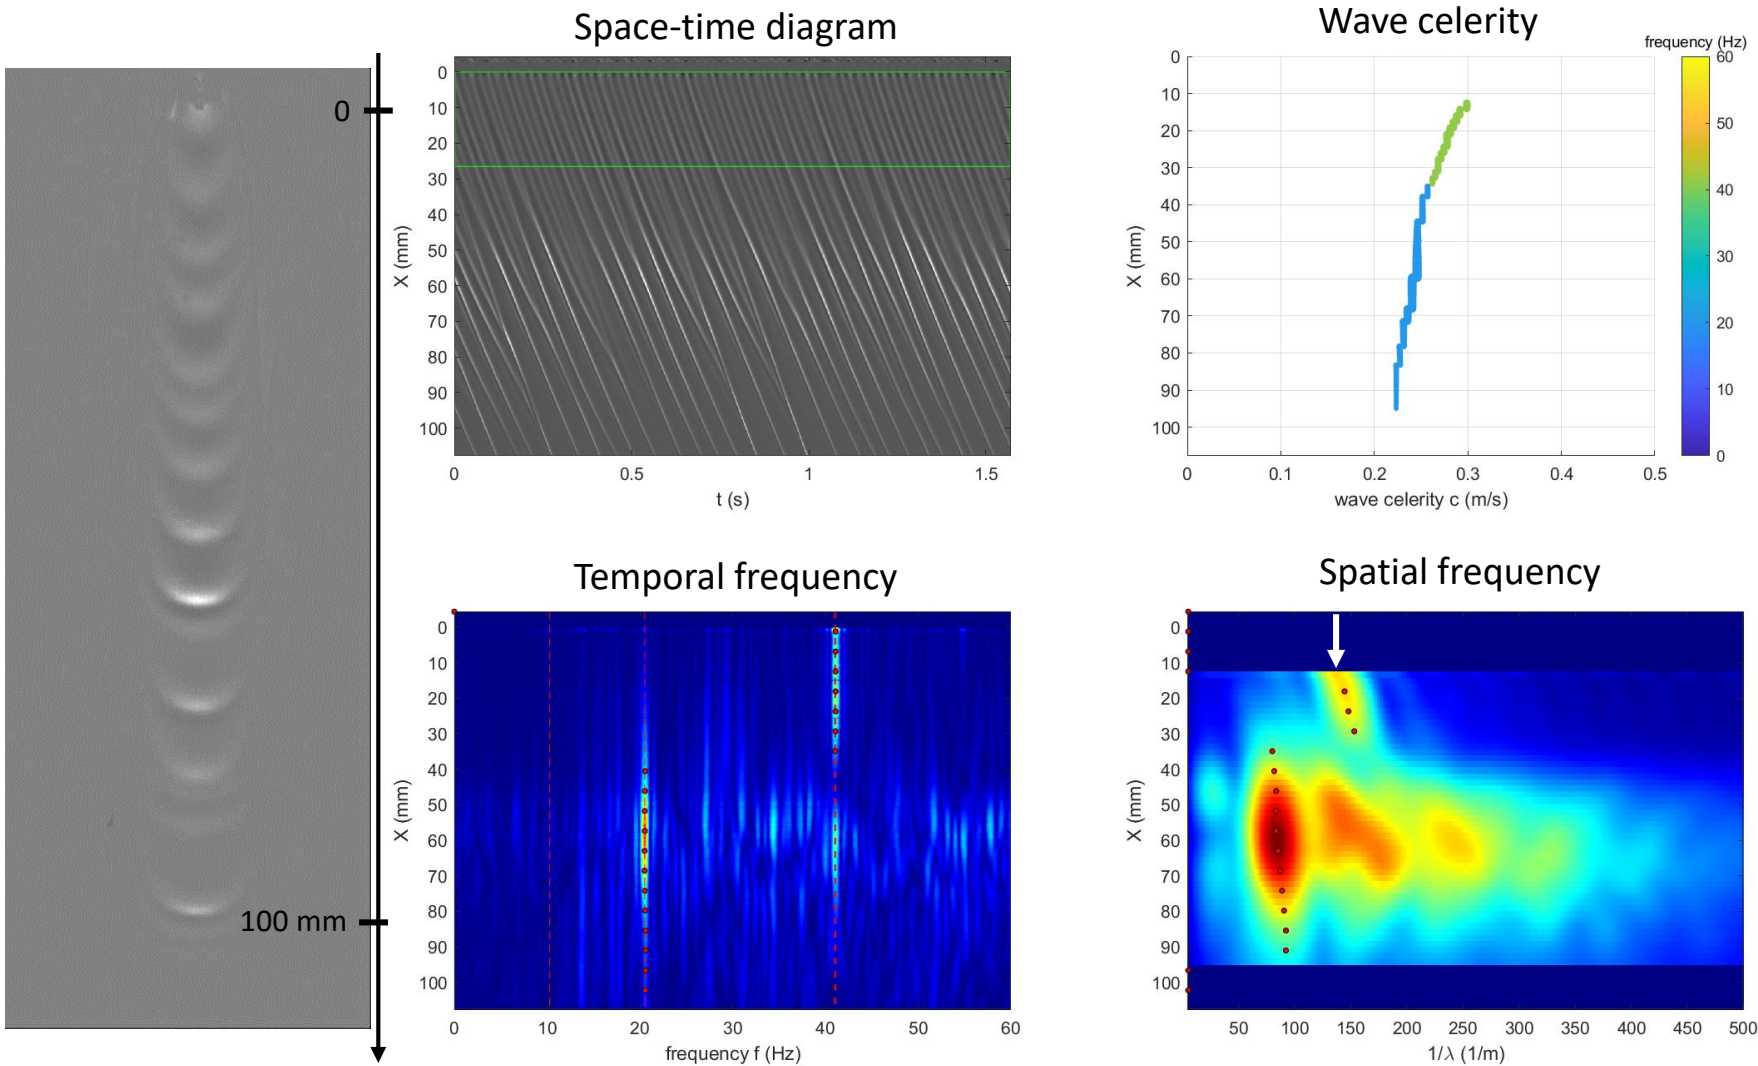 0
100 mm
Space-time diagram
0
10
20
30
40
50
60
70
80
90
100
X (mm)
0 0.5 1 1.5
t (s)
Wave celerity
frequency (Hz)
0
10
20
30
40
50
60
70
80
90
100
X (mm)
0 0.1 0.2 0.3 0.4 0.5
wave celerity c (m/s)
60
50
40
30
20
10
0
Temporal frequency
0
10
20
30
40
50
60
70
80
90
100
X (mm)
0 10 20 30 40 50 60
frequency f (Hz)
Spatial frequency
0
10
20
30
40
50
60
70
80
90
100
X (mm)
50 100 150 200 250 300 350 400 450 500
1/λ (1/m)